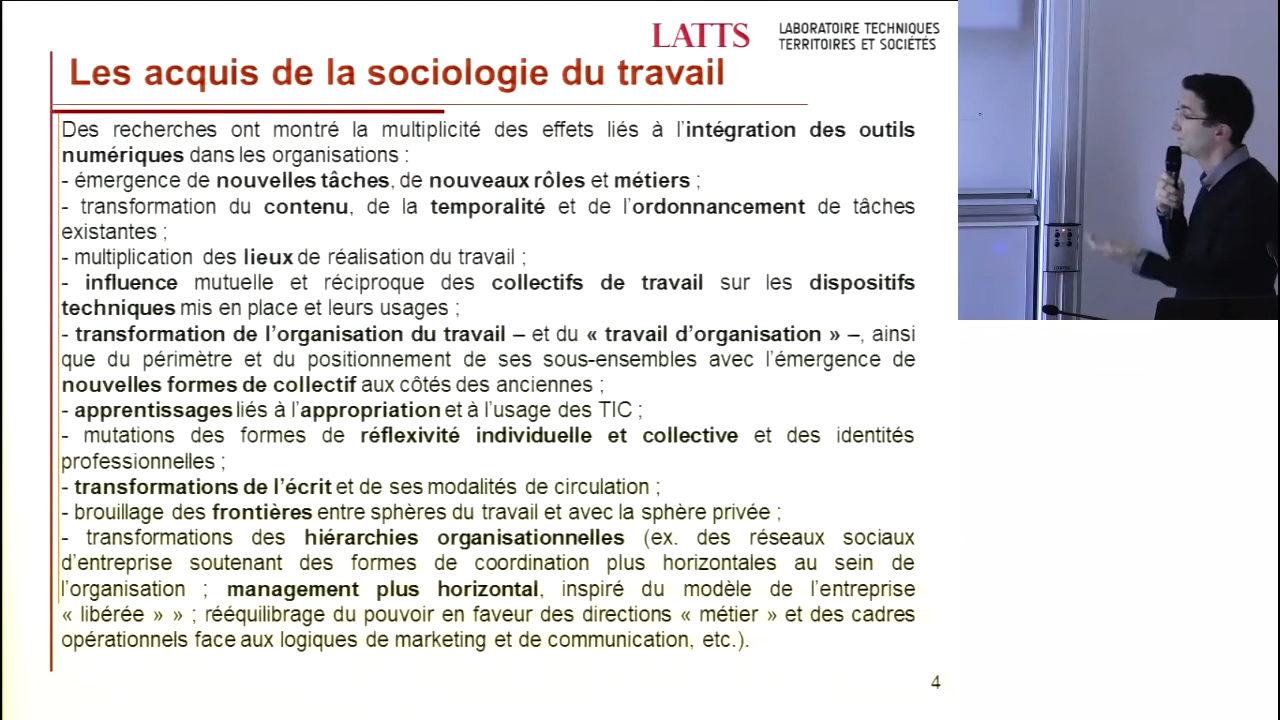 LATTS
LABORATOIRE TECHNIQUES
TERRITOIRES ET SOCIÉTÉS
Les acquis de la sociologie du travail
Des recherches ont montré la multiplicité des effets liés à l’intégration des outils
numériques dans les organisations :
- émergence de nouvelles tâches, de nouveaux rôles et métiers ;
- transformation du contenu, de la temporalité et de l’ordonnancement de tâches
existantes ;
- multiplication des lieux de réalisation du travail ;
- influence mutuelle et réciproque des collectifs de travail sur les dispositifs
techniques mis en place et leurs usages ;
- transformation de l’organisation du travail – et du « travail d’organisation » –, ainsi
que du périmètre et du positionnement de ses sous-ensembles avec l’émergence de
nouvelles formes de collectif aux côtés des anciennes ;
- apprentissages liés à l’appropriation et à l’usage des TIC ;
- mutations des formes de réflexivité individuelle et collective et des identités
professionnelles ;
- transformations de l’écrit et de ses modalités de circulation ;
- brouillage des frontières entre sphères du travail et avec la sphère privée ;
- transformations des hiérarchies organisationnelles (ex. des réseaux sociaux
d’entreprise soutenant des formes de coordination plus horizontales au sein de
l’organisation ; management plus horizontal, inspiré du modèle de l’entreprise
« libérée » » ; rééquilibrage du pouvoir en faveur des directions « métier » et des cadres
opérationnels face aux logiques de marketing et de communication, etc.).
4